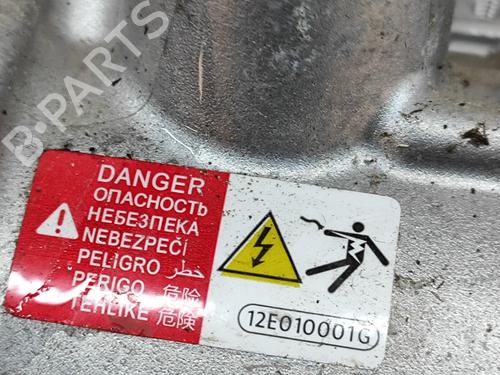 B-PARTS
DANGER
ОПАСНОСТЬ
НЕБЕЗПЕКА
NEBEZPEČÍ
PELIGRO خطر
PERIGO 危险
TEHLIKE 危険
12E010001G